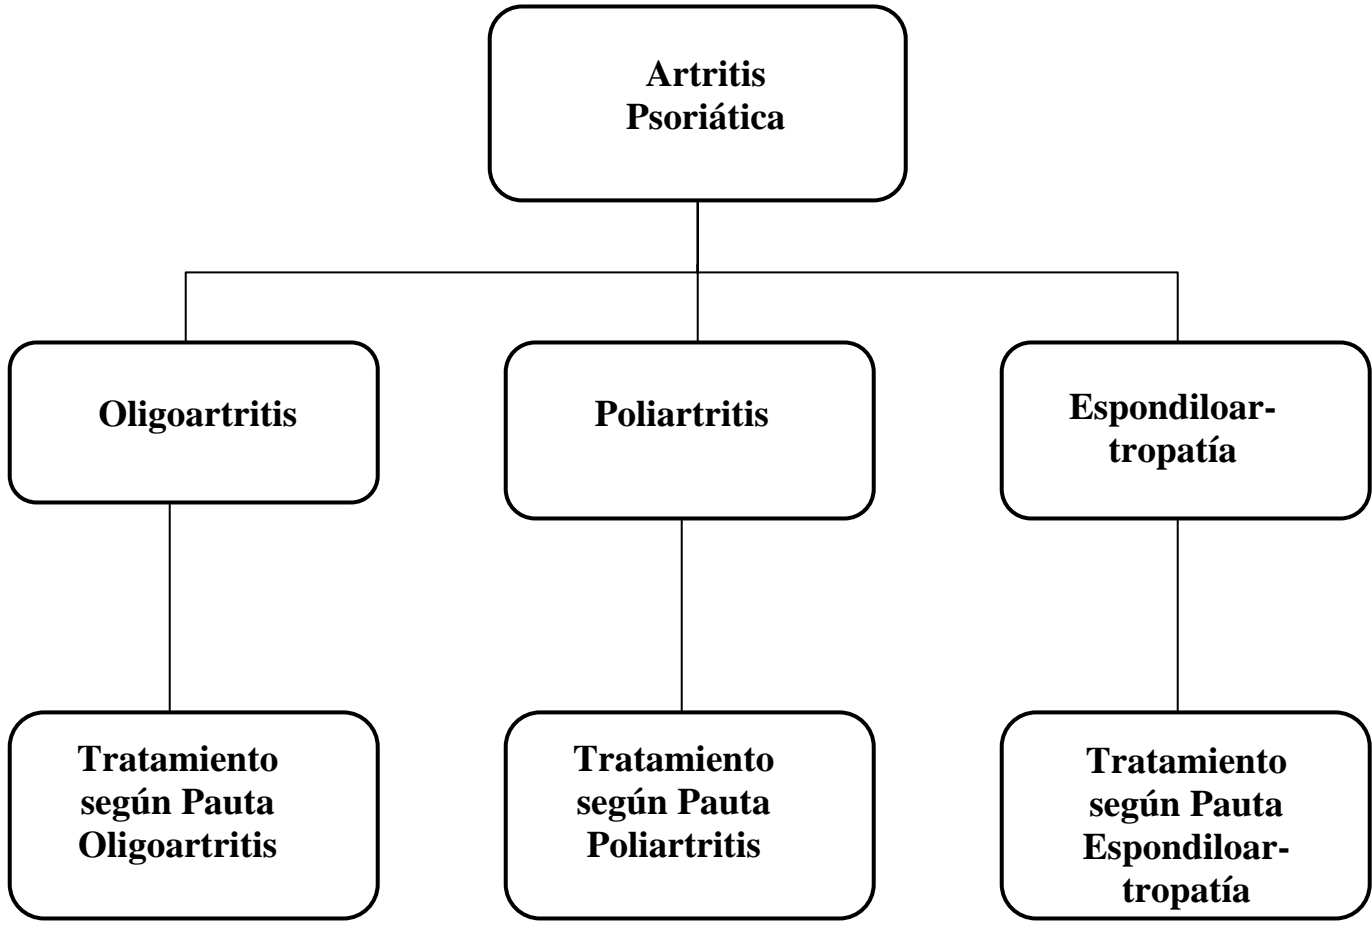 Artritis
Psoriática
Oligoartritis
Poliartritis
Espondiloar-
tropatía
Tratamiento
según Pauta
Oligoartritis
Tratamiento
según Pauta
Poliartritis
Tratamiento
según Pauta
Espondiloar-
tropatía